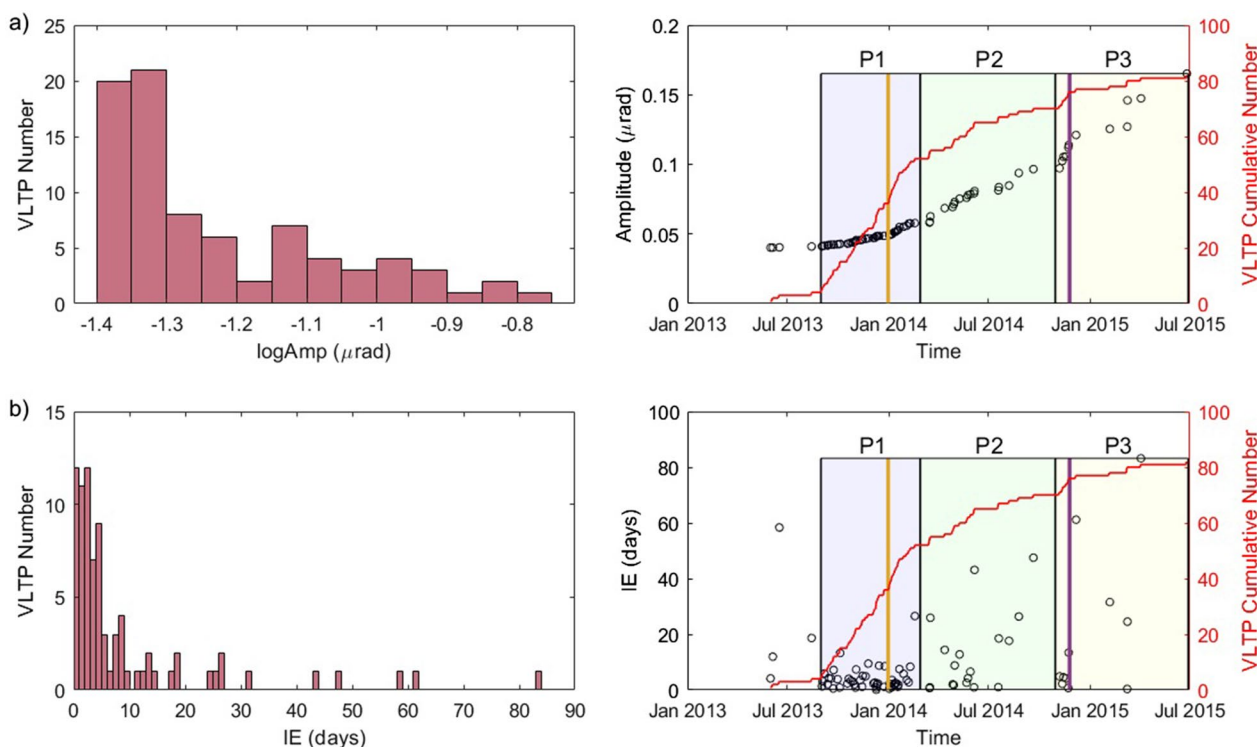 a)
25
20
15
10
5
0
VLTP Number
-1.4
-1.3
-1.2
-1.1
-1
-0.9
-0.8
logAmp (μrad)
0.2
0.15
0.1
0.05
0
Amplitude (μrad)
P1
P2
P3
100
80
60
40
20
0
VLTP Cumulative Number
Jan 2013
Jul 2013
Jan 2014
Jul 2014
Jan 2015
Jul 2015
Time
b)
15
10
5
0
VLTP Number
0
10
20
30
40
50
60
70
80
90
IE (days)
100
80
60
40
20
0
IE (days)
P1
P2
P3
100
80
60
40
20
0
VLTP Cumulative Number
Jan 2013
Jul 2013
Jan 2014
Jul 2014
Jan 2015
Jul 2015
Time